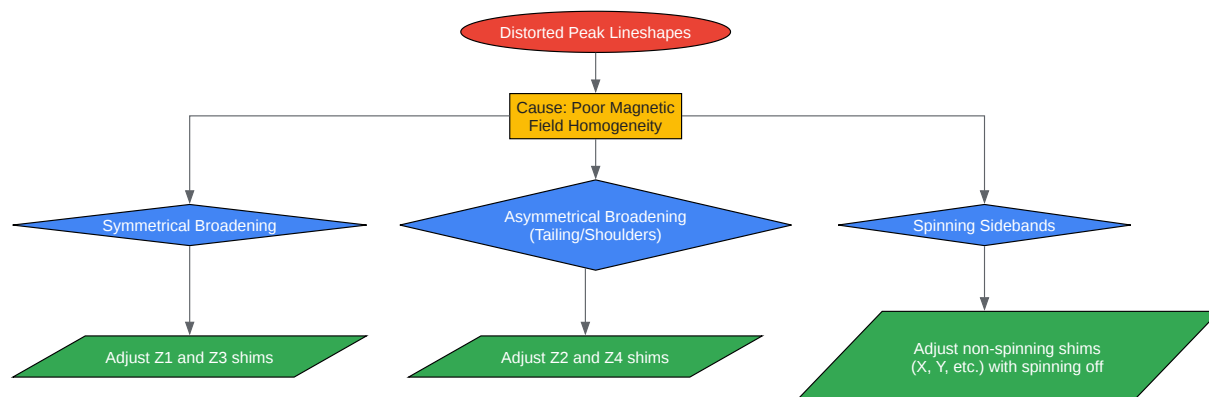 Distorted Peak Lineshapes
Cause: Poor Magnetic
Field Homogeneity
Symmetrical Broadening
Asymmetrical Broadening
(Tailing/Shoulders)
Spinning Sidebands
Adjust Z1 and Z3 shims
Adjust Z2 and Z4 shims
Adjust non-spinning shims
(X, Y, etc.) with spinning off